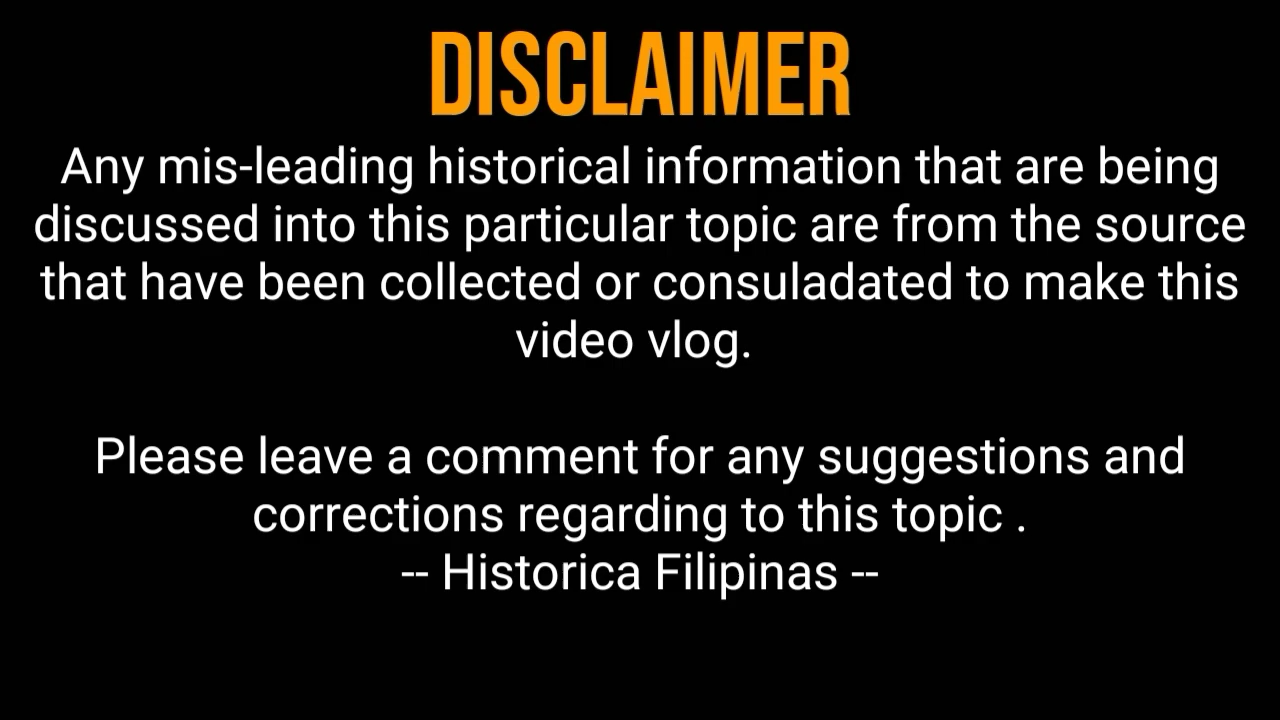 DISCLAIMER
Any mis-leading historical information that are being
discussed into this particular topic are from the source
that have been collected or consuladated to make this
video vlog.
Please leave a comment for any suggestions and
corrections regarding to this topic .
-- Historica Filipinas --